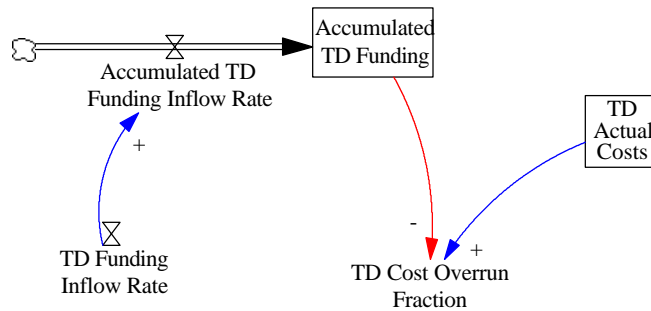 Accumulated
TD Funding
Accumulated TD
Funding Inflow Rate
+
TD
Actual
Costs
TD Funding
Inflow Rate
-
+
TD Cost Overrun
Fraction